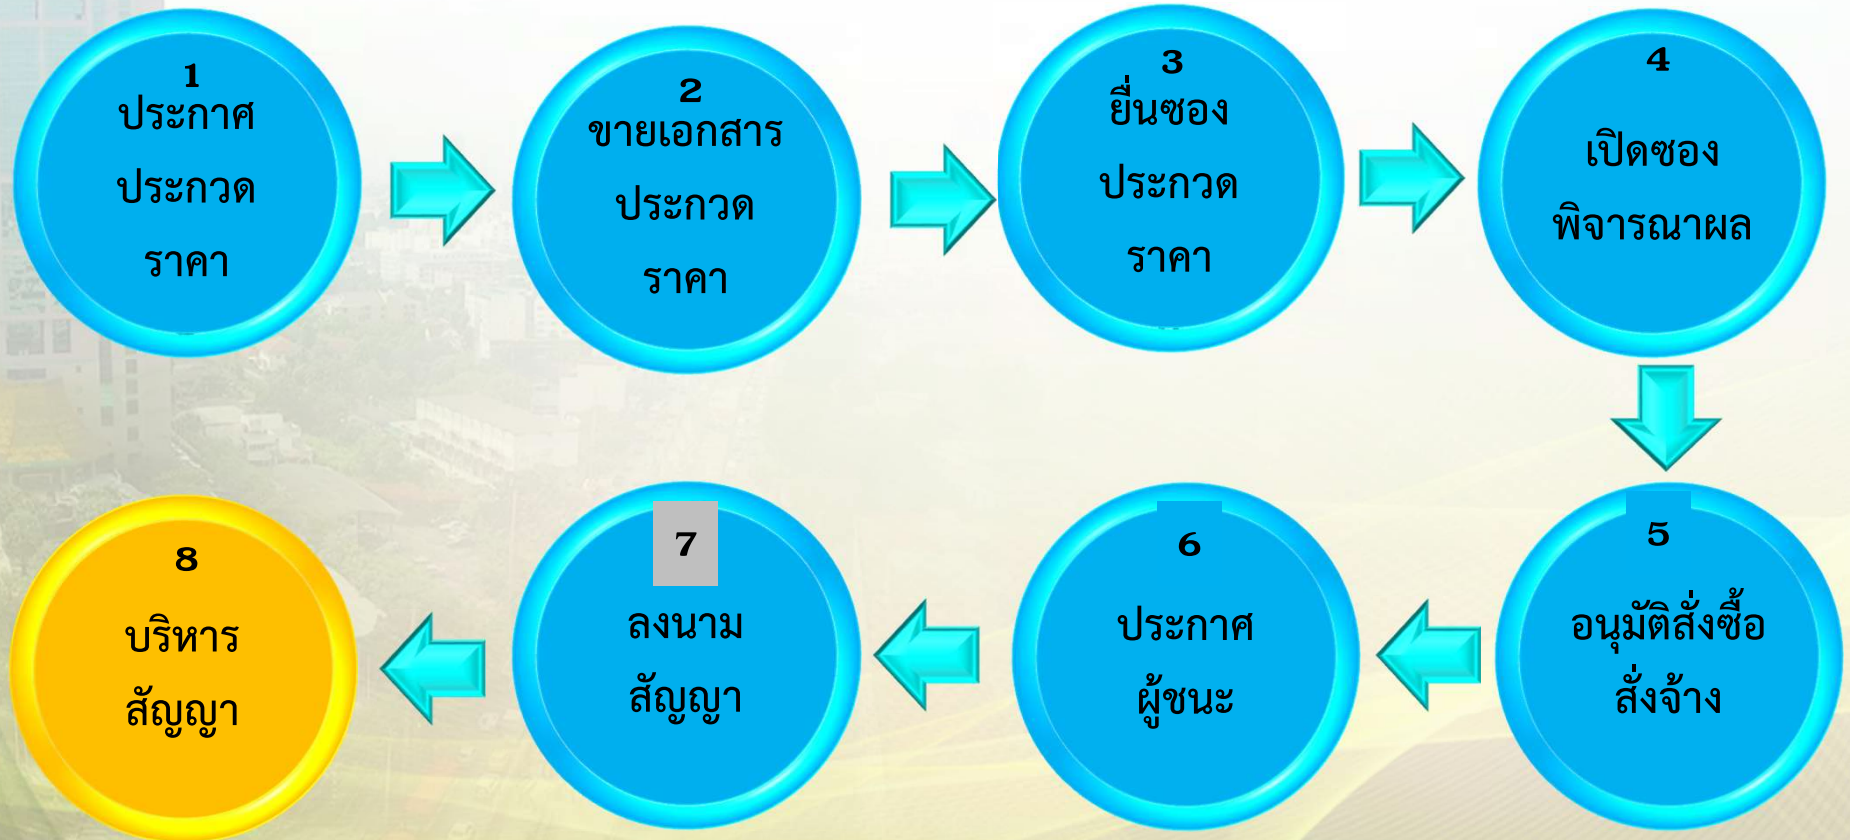 1
ประกาศ
ประกวด
ราคา
2
ขายเอกสาร
ประกวด
ราคา
3
ยื่นซอง
ประกวด
ราคา
4
เปิดซอง
พิจารณาผล
5
อนุมัติสั่งซื้อ
สั่งจ้าง
6
ประกาศ
ผู้ชนะ
7
ลงนาม
สัญญา
8
บริหาร
สัญญา